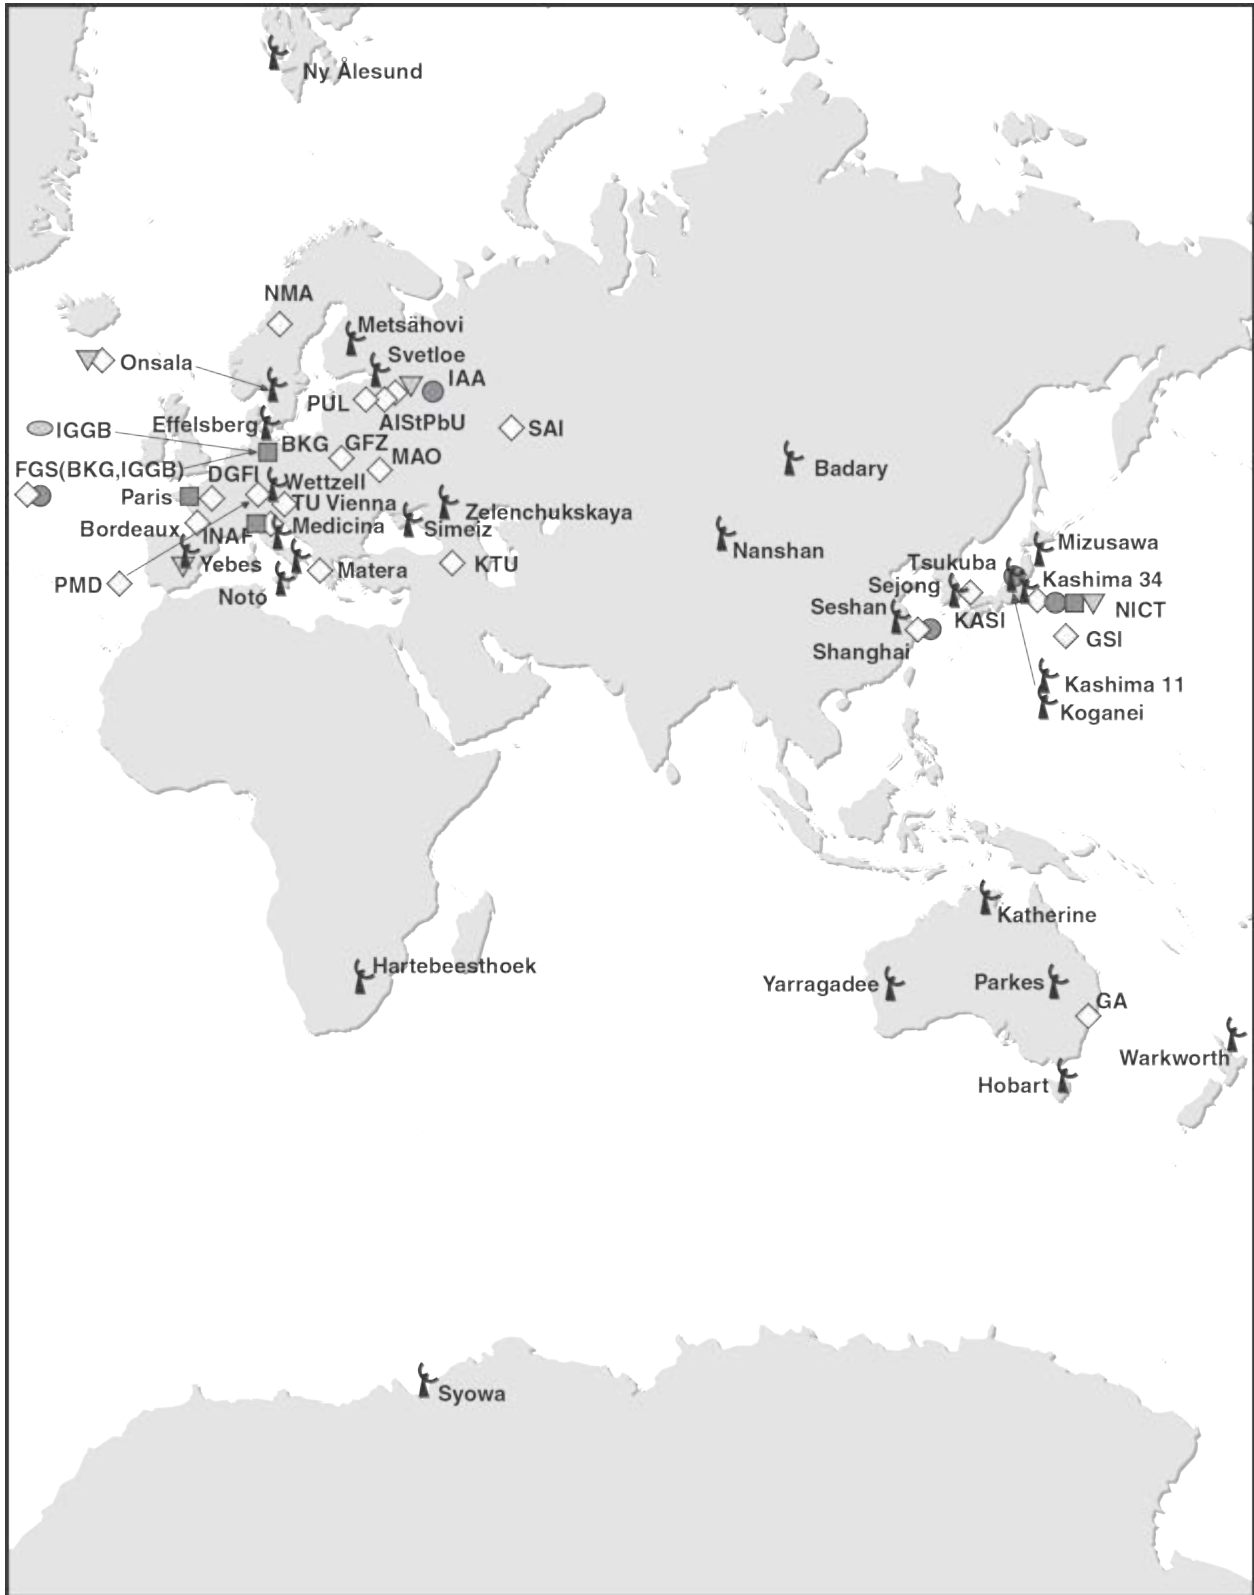 Ny Ålesund
NMA
Metsähovi
Onsala
Svetloe
IAA
PUL
AIStPbU
Effelsberg
IGGB
SAI
BKG
GFZ
MAO
FGS(BKG,IGGB)
DGFI
Wettzell
Paris
TU Vienna
Zelenchukskaya
Bordeaux
INAF
Medicina
Simeiz
Yebes
Matera
KTU
PMD
Noto
Badary
Nanshan
Mizusawa
Tsukuba
Sejong
Kashima 34
Seshan
KASI
NICT
Shanghai
GSI
Kashima 11
Koganei
Katherine
Hartebeesthoek
Yarragadee
Parkes
GA
Warkworth
Hobart
Syowa